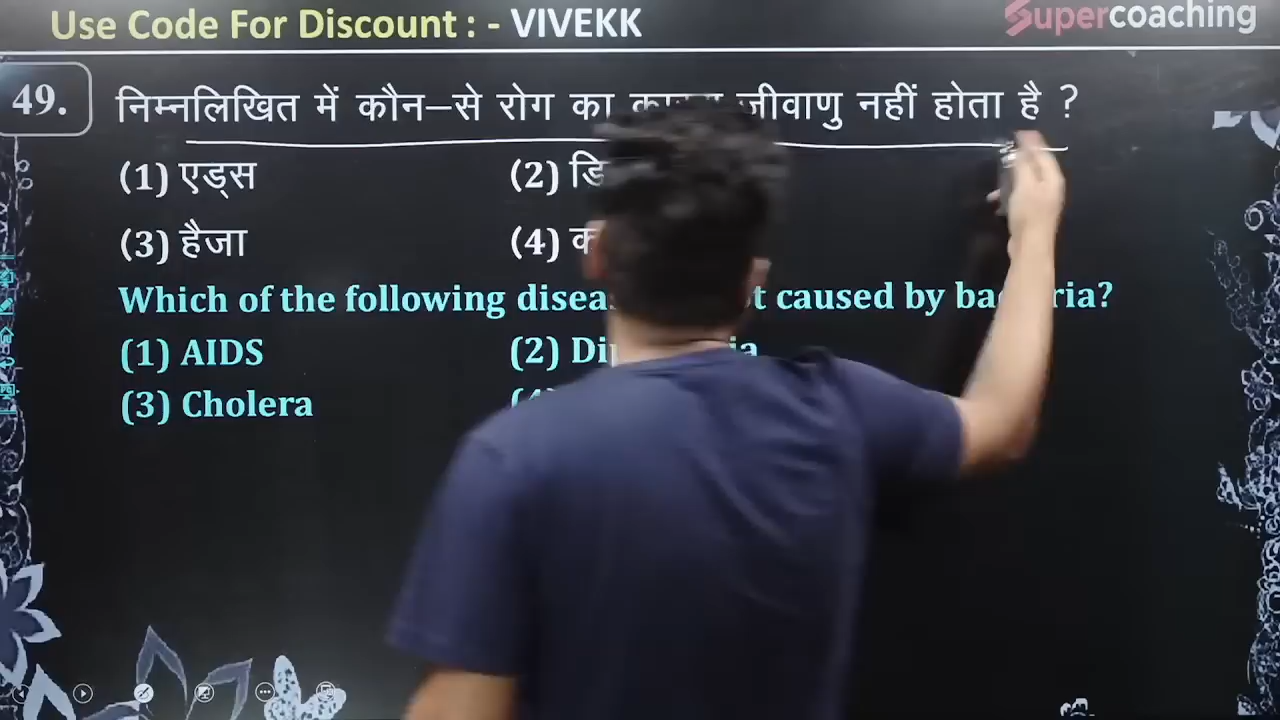 Use Code For Discount : - VIVEKK
Supercoaching
49. निम्नलिखित में कौन–से रोग का जीवाणु नहीं होता है ?
(1) एड्स (2)
(3) हैजा (4)
Which of the following caused by
(1) AIDS (2)
(3) Cholera